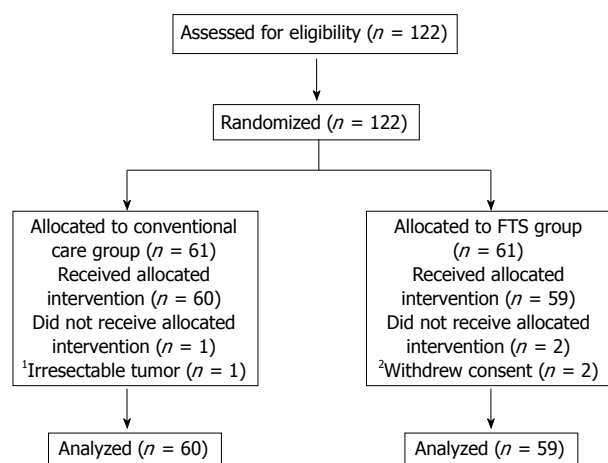 Assessed for eligibility (n = 122)
Randomized (n = 122)
Allocated to conventional
care group (n = 61)
Received allocated
intervention (n = 60)
Did not receive allocated
intervention (n = 1)
¹Irresectable tumor (n = 1)
Allocated to FTS group
(n = 61)
Received allocated
intervention (n = 59)
Did not receive allocated
intervention (n = 2)
²Withdrew consent (n = 2)
Analyzed (n = 60)
Analyzed (n = 59)